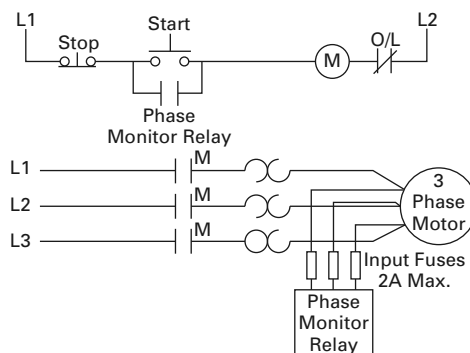 L1
L2
Stop
Start
O/L
M
Phase
Monitor Relay
L1
M
L2
M
L3
M
3
Phase
Motor
Input Fuses
2A Max.
Phase
Monitor
Relay